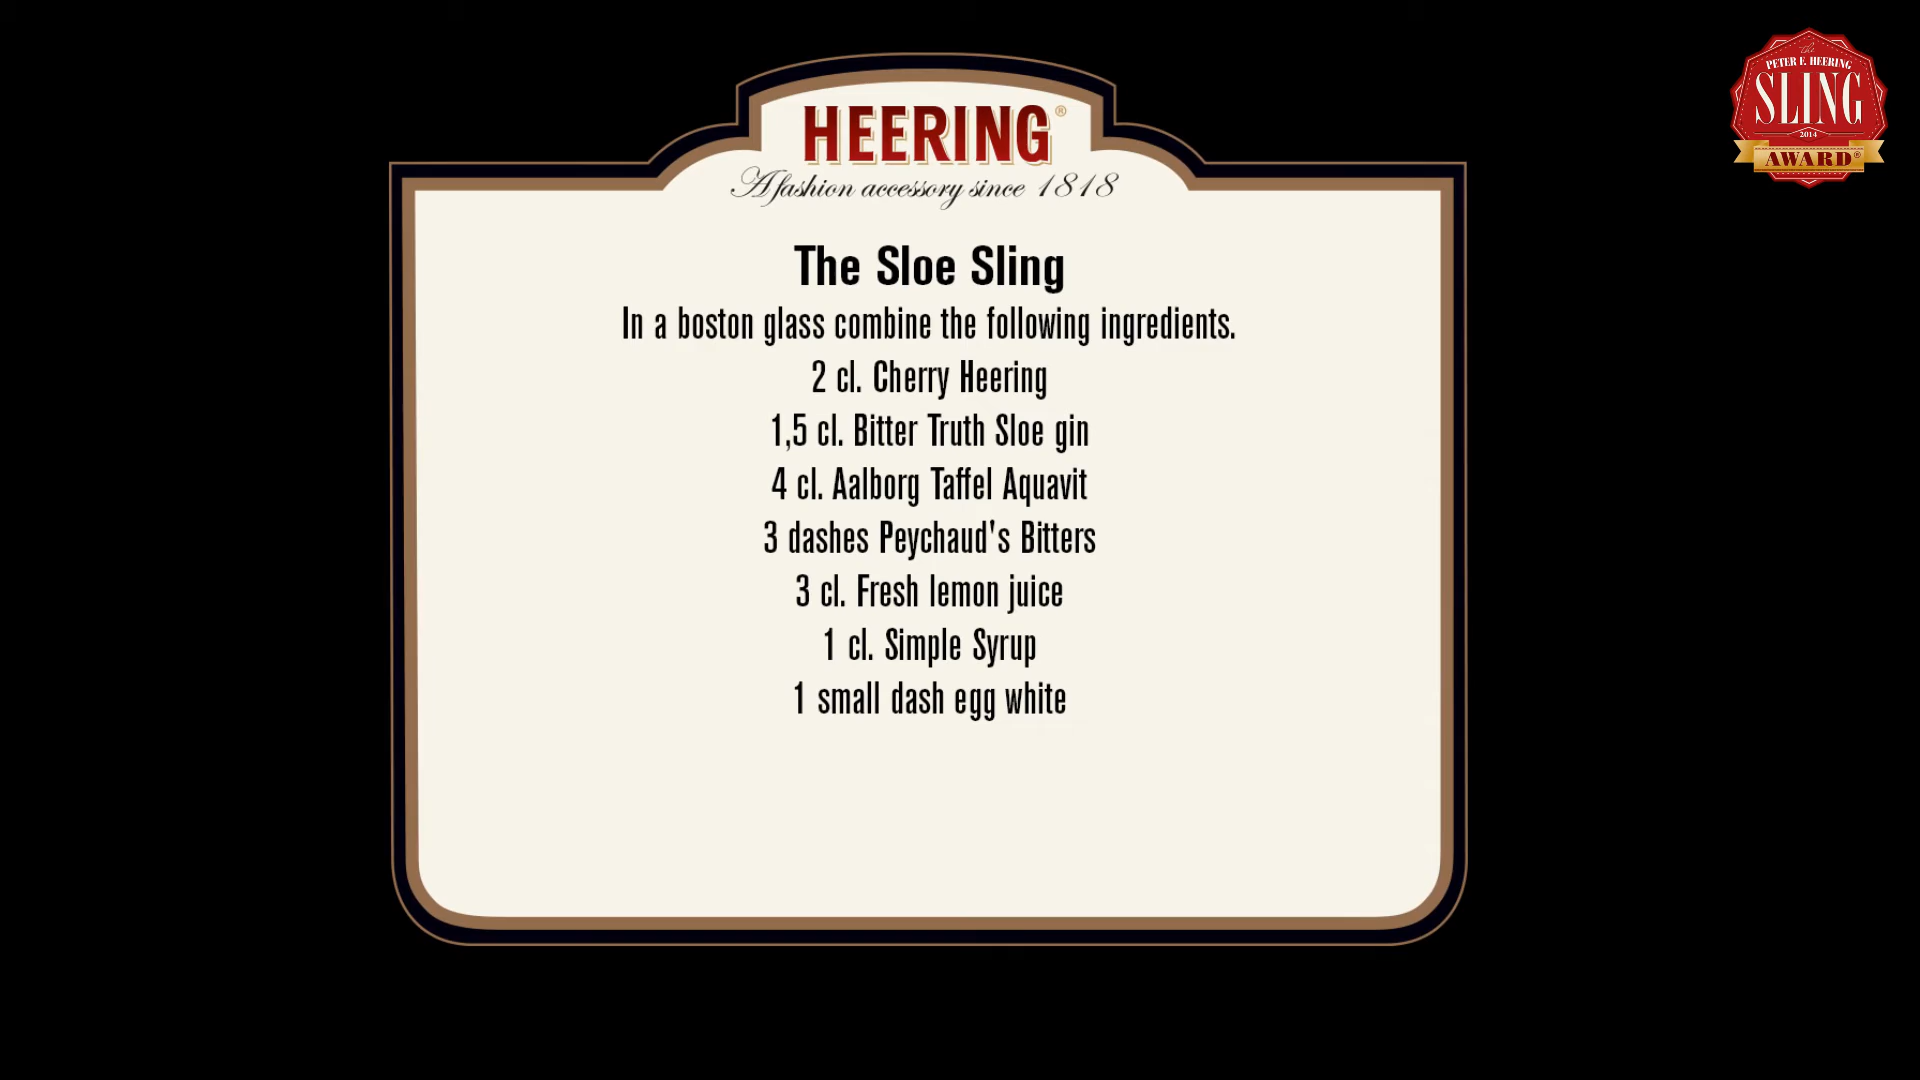 the
PETER F. HEERING
SLING
2014
AWARD®
HEERING®
A fashion accessory since 1818
The Sloe Sling
In a boston glass combine the following ingredients.
2 cl. Cherry Heering
1,5 cl. Bitter Truth Sloe gin
4 cl. Aalborg Taffel Aquavit
3 dashes Peychaud's Bitters
3 cl. Fresh lemon juice
1 cl. Simple Syrup
1 small dash egg white